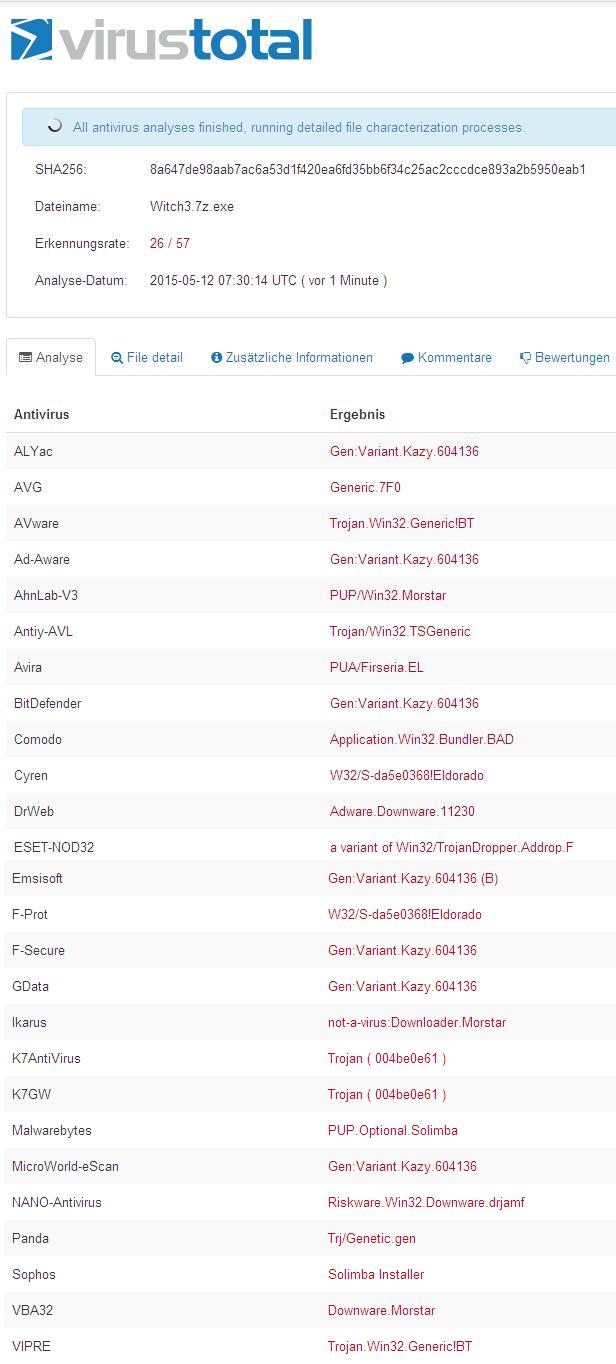 virustotal
All antivirus analyses finished, running detailed file characterization processes.
SHA256: 8a647de98aab7ac6a53d1f420ea6fd35bb6f34c25ac2cccdce893a2b5950eab1
Dateiname: Witch3.7z.exe
Erkennungsrate: 26 / 57
Analyse-Datum: 2015-05-12 07:30:14 UTC ( vor 1 Minute )
Analyse File detail Zusätzliche Informationen Kommentare Bewertungen
Antivirus Ergebnis
ALYac Gen:Variant.Kazy.604136
AVG Generic.7F0
AVware Trojan.Win32.Generic!BT
Ad-Aware Gen:Variant.Kazy.604136
AhnLab-V3 PUP/Win32.Morstar
Antiy-AVL Trojan/Win32.TSGeneric
Avira PUA/Firseria.EL
BitDefender Gen:Variant.Kazy.604136
Comodo Application.Win32.Bundler.BAD
Cyren W32/S-da5e0368!Eldorado
DrWeb Adware.Downware.11230
ESET-NOD32 a variant of Win32/TrojanDropper.Addrop.F
Emsisoft Gen:Variant.Kazy.604136 (B)
F-Prot W32/S-da5e0368!Eldorado
F-Secure Gen:Variant.Kazy.604136
GData Gen:Variant.Kazy.604136
Ikarus not-a-virus:Downloader.Morstar
K7AntiVirus Trojan ( 004be0e61 )
K7GW Trojan ( 004be0e61 )
Malwarebytes PUP.Optional.Solimba
MicroWorld-eScan Gen:Variant.Kazy.604136
NANO-Antivirus Riskware.Win32.Downware.drjamf
Panda Trj/Genetic.gen
Sophos Solimba Installer
VBA32 Downware.Morstar
VIPRE Trojan.Win32.Generic!BT